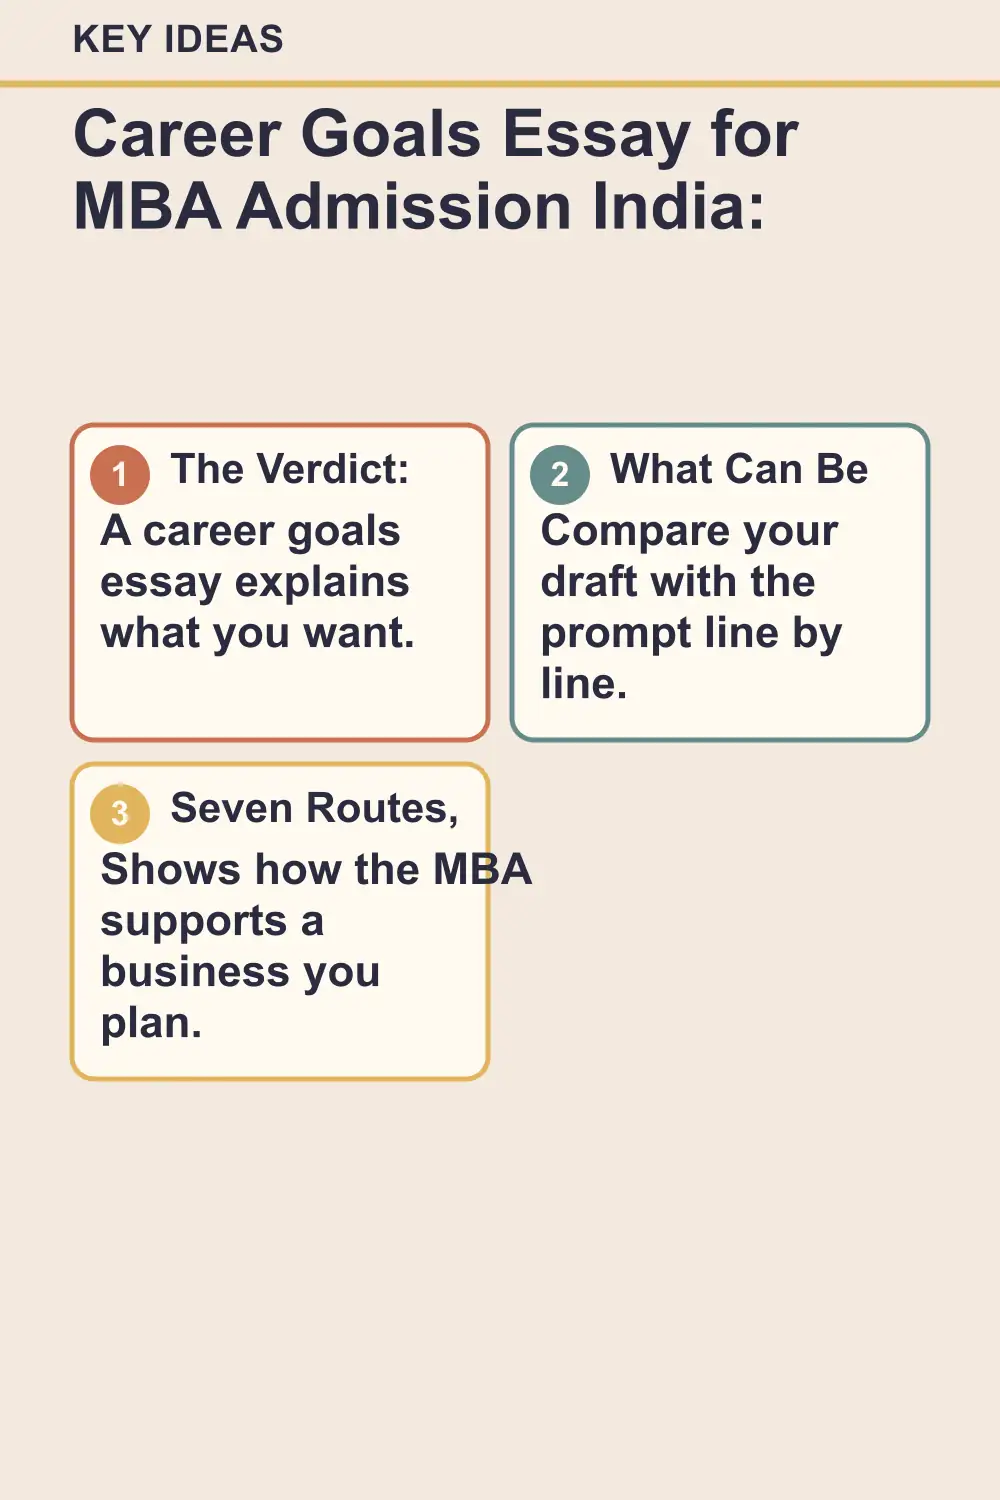 KEY IDEAS
Career Goals Essay for
MBA Admission India:
1 The Verdict:
A career goals
essay explains
what you want.
2 What Can Be
Compare your
draft with the
prompt line by
line.
3 Seven Routes,
Shows how the MBA
supports a
business you
plan.